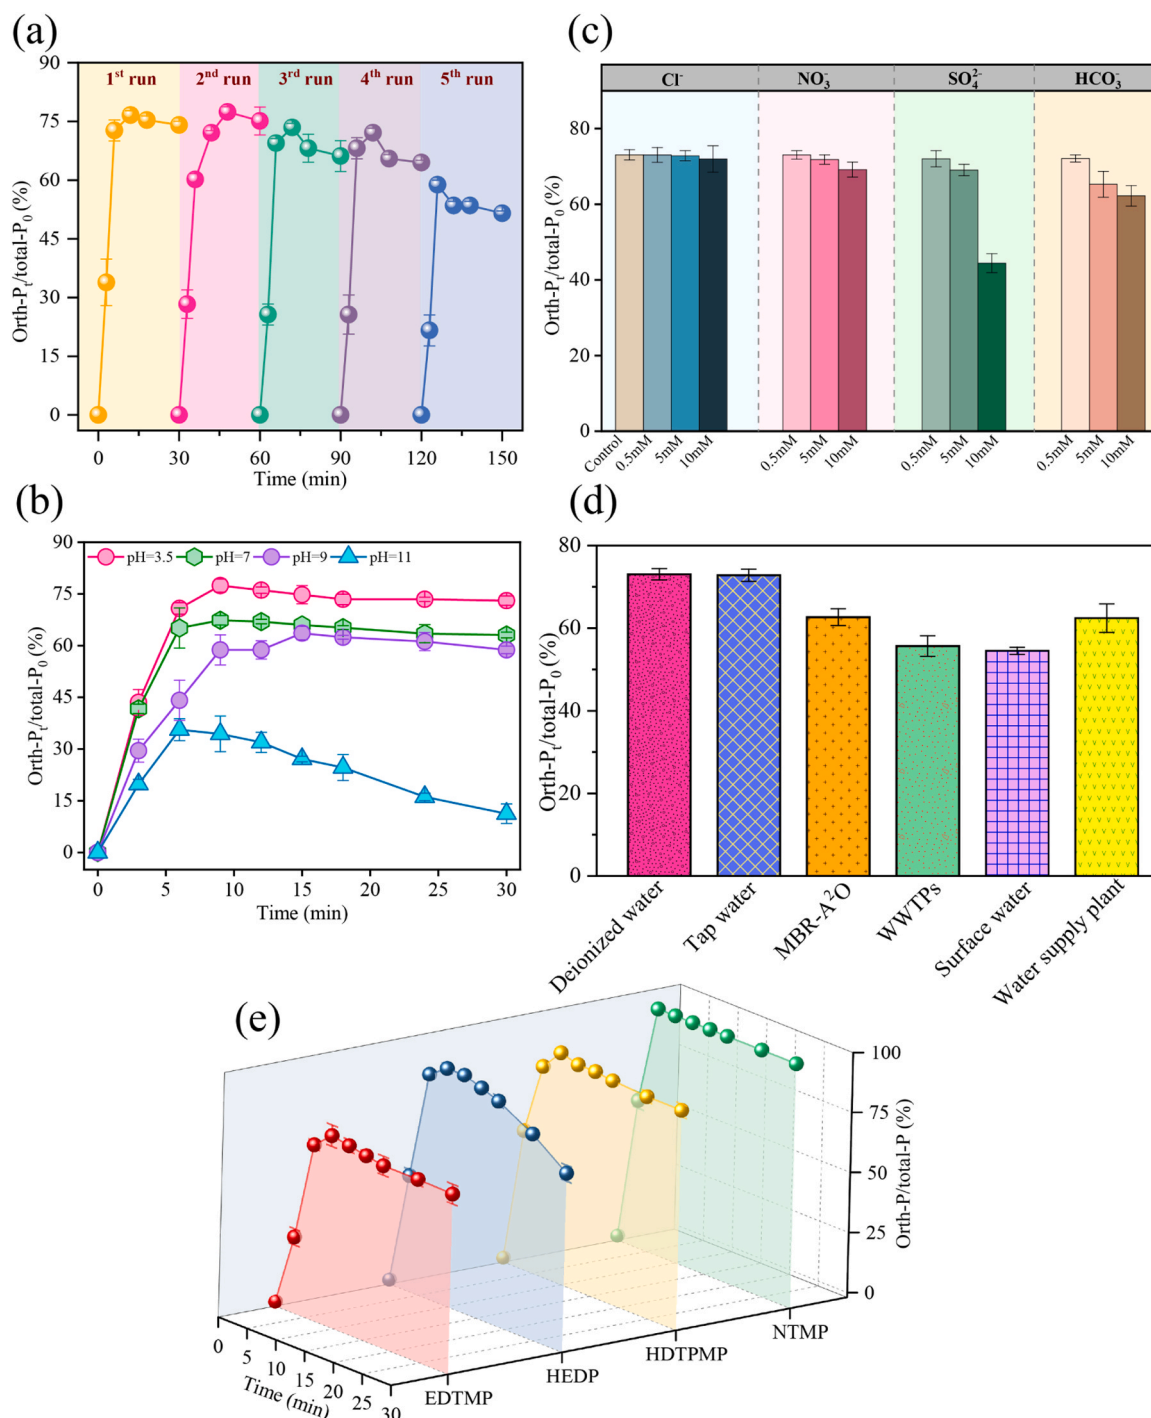 (a)
Orth-Pₜ/total-P₀ (%)
90
75
60
45
30
15
0
1ˢᵗ run 2ⁿᵈ run 3ʳᵈ run 4ᵗʰ run 5ᵗʰ run
0 30 60 90 120 150
Time (min)
(c)
Orth-Pₜ/total-P₀ (%)
Cl⁻ NO₃⁻ SO₄²⁻ HCO₃⁻
80
60
40
20
0
Control 0.5mM 5mM 10mM 0.5mM 5mM 10mM 0.5mM 5mM 10mM 0.5mM 5mM 10mM
(b)
Orth-Pₜ/total-P₀ (%)
90
75
60
45
30
15
0
pH=3.5 pH=7 pH=9 pH=11
0 5 10 15 20 25 30
Time (min)
(d)
Orth-Pₜ/total-P₀ (%)
80
60
40
20
0
Deionized water Tap water MBR-A²O WWTPs Surface water Water supply plant
(e)
100
75
50
25
0
Orth-P/total-P (%)
0 5 10 15 20 25 30
Time (min)
EDTMP HEDP HDTPMP NTMP